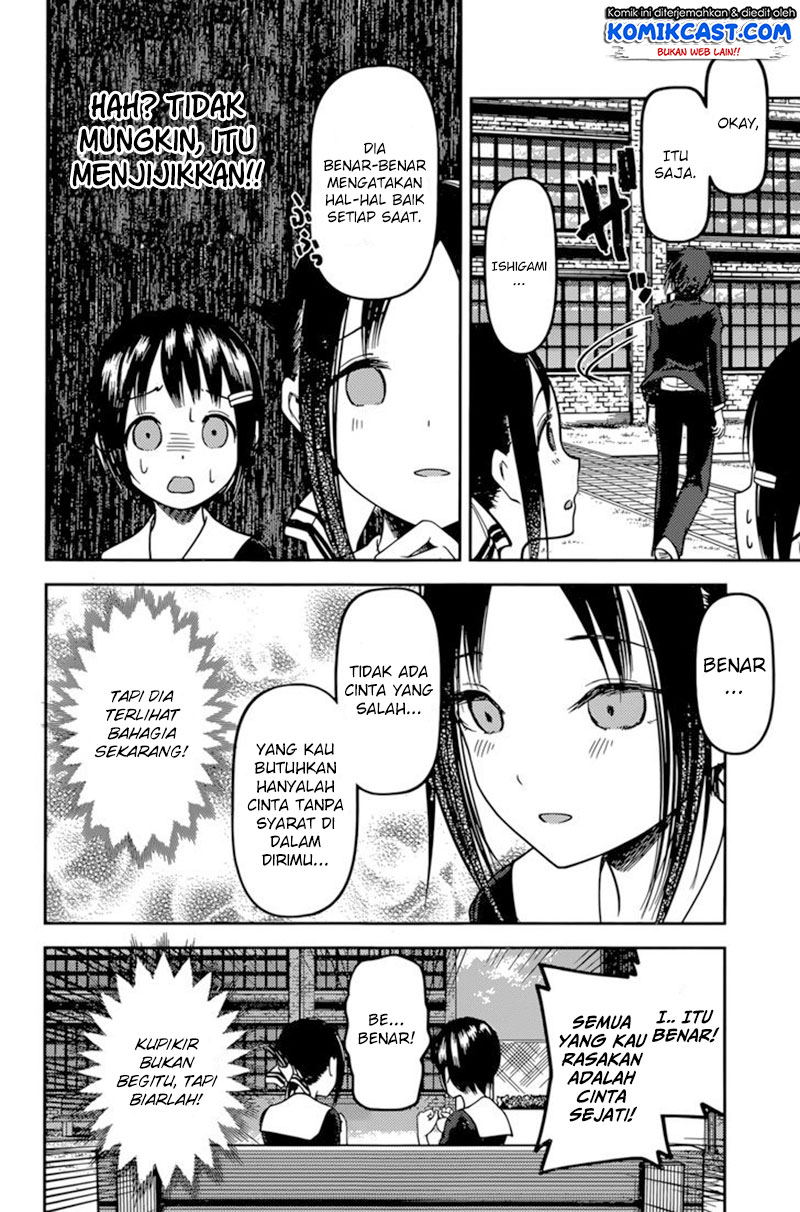 Komik ini diterjemahkan & diedit oleh
KOMIKCAST.COM
BUKAN WEB LAIN!!
OKAY,
ITU
SAJA.
ISHIGAMI
...
DIA
BENAR-BENAR
MENGATAKAN
HAL-HAL BAIK
SETIAP SAAT.
HAH? TIDAK
MUNGKIN, ITU
MENJIJIKKAN!!
BENAR
...
TIDAK ADA
CINTA YANG
SALAH...
YANG KAU
BUTUHKAN
HANYALAH
CINTA TANPA
SYARAT DI
DALAM
DIRIMU...
TAPI DIA
TERLIHAT
BAHAGIA
SEKARANG!
I.. ITU
BENAR!
SEMUA
YANG KAU
RASAKAN
ADALAH
CINTA
SEJATI!
BE...
BENAR!
KUPIKIR
BUKAN
BEGITU, TAPI
BIARLAH!